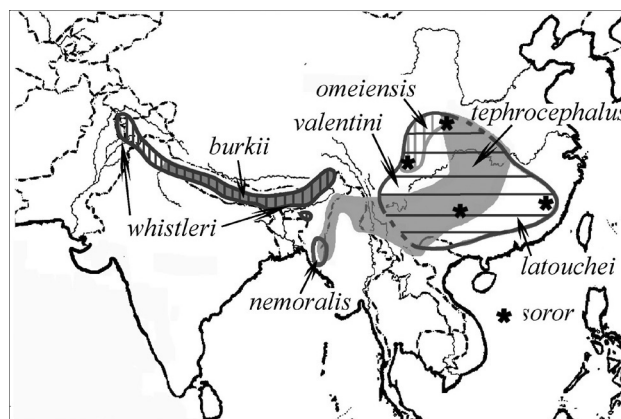 omeiensis
tephrocephalus
valentini
burkii
whistleri
latouchei
nemoralis
* soror